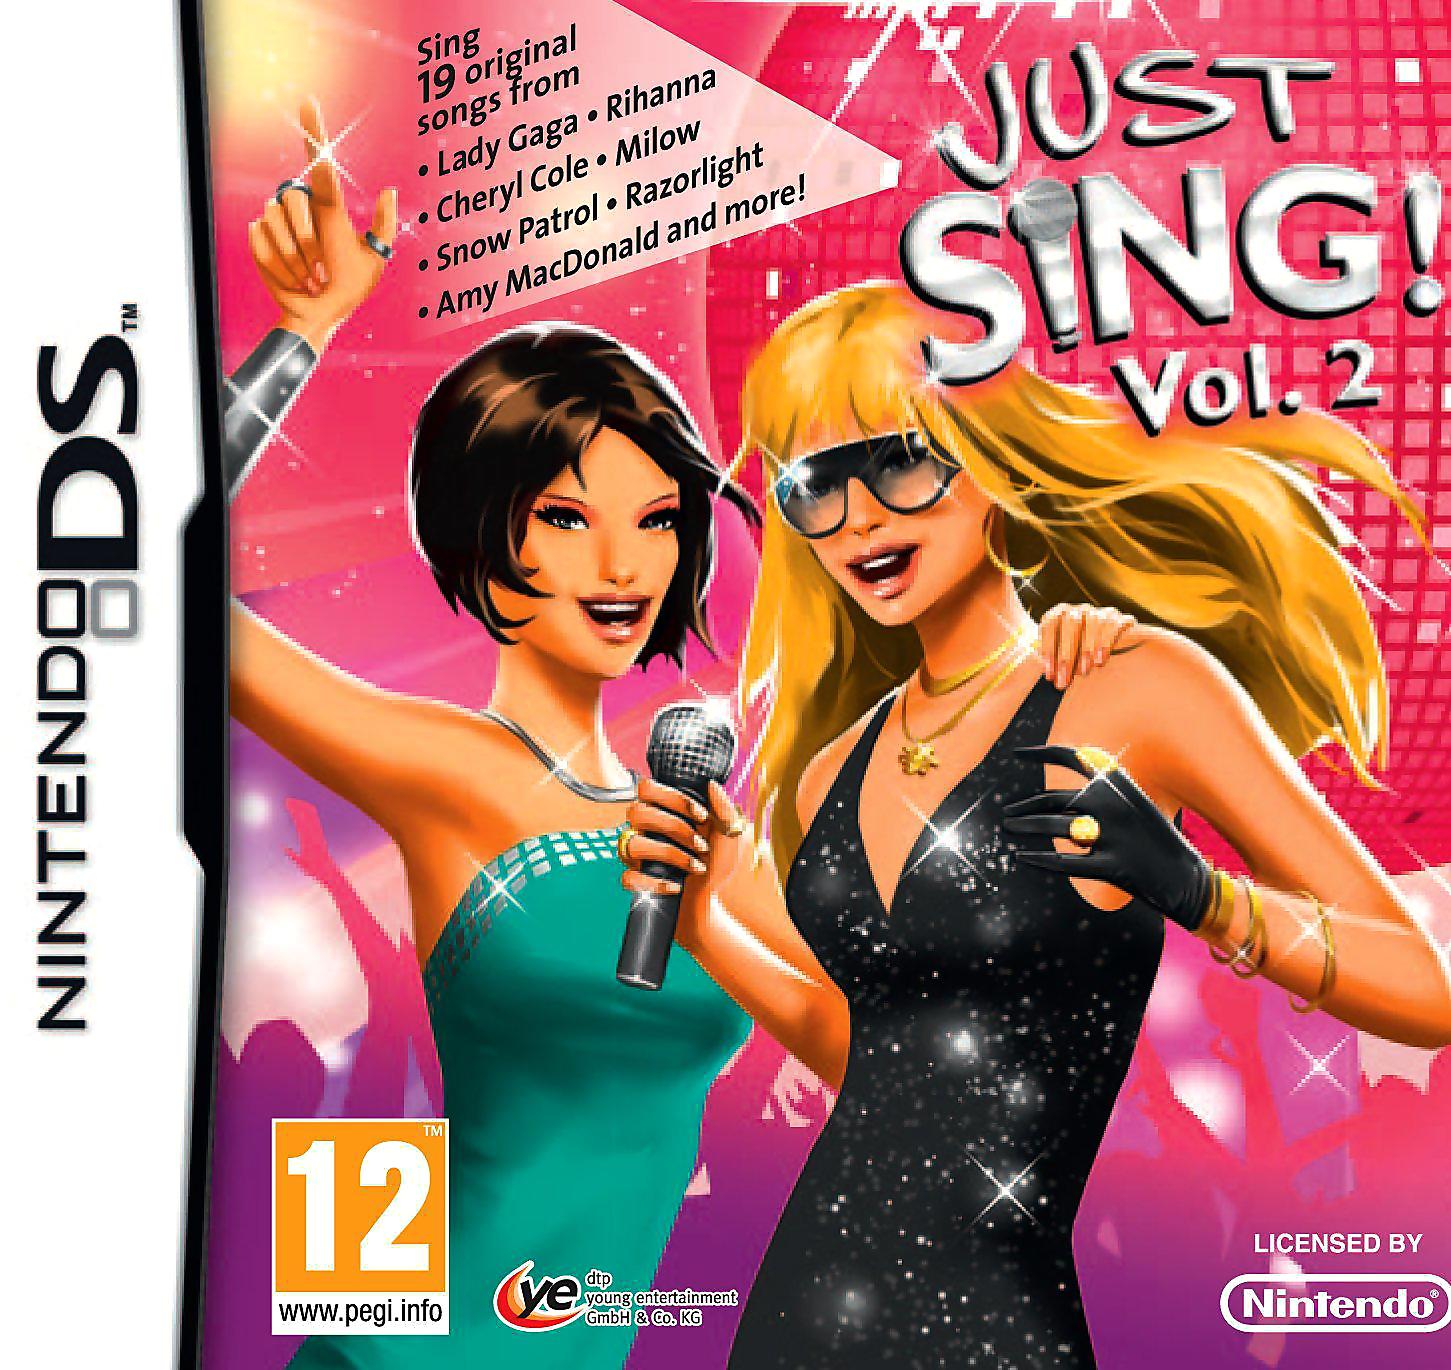 Sing
19 original
songs from
• Lady Gaga • Rihanna
• Cheryl Cole • Milow
• Snow Patrol • Razorlight
• Amy MacDonald and more!
JUST
SiNG!
Vol. 2
NINTENDO DS™
12™
www.pegi.info
ye
dtp
young entertainment
GmbH & Co. KG
LICENSED BY
Nintendo®